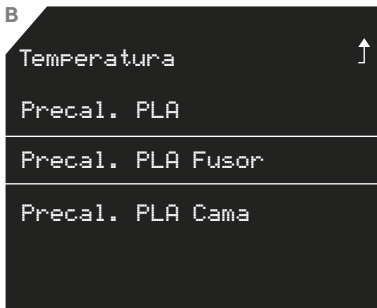 B
Temperatura
Precal. PLA
Precal. PLA Fusor
Precal. PLA Cama